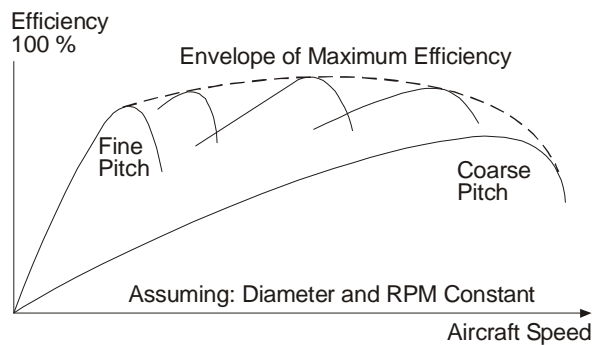 Efficiency
100 %
Envelope of Maximum Efficiency
Fine
Pitch
Coarse
Pitch
Assuming: Diameter and RPM Constant
Aircraft Speed